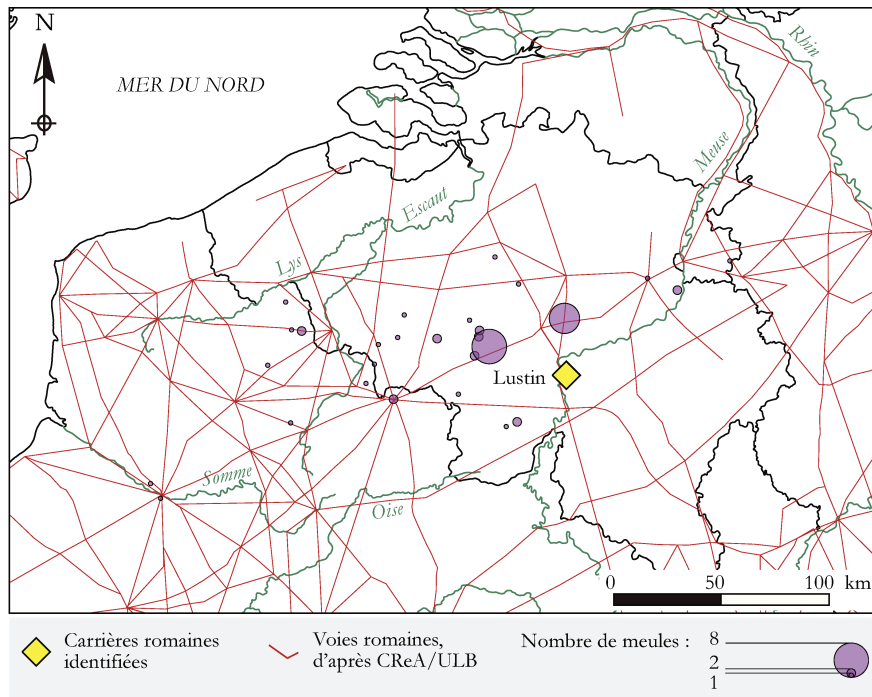 N
MER DU NORD
Rhin
Meuse
Escaut
Lys
Lustin
Somme
Oise
0 50 100 km
Carrières romaines
identifiées
Voies romaines,
d'après CReA/ULB
Nombre de meules :
8
2
1